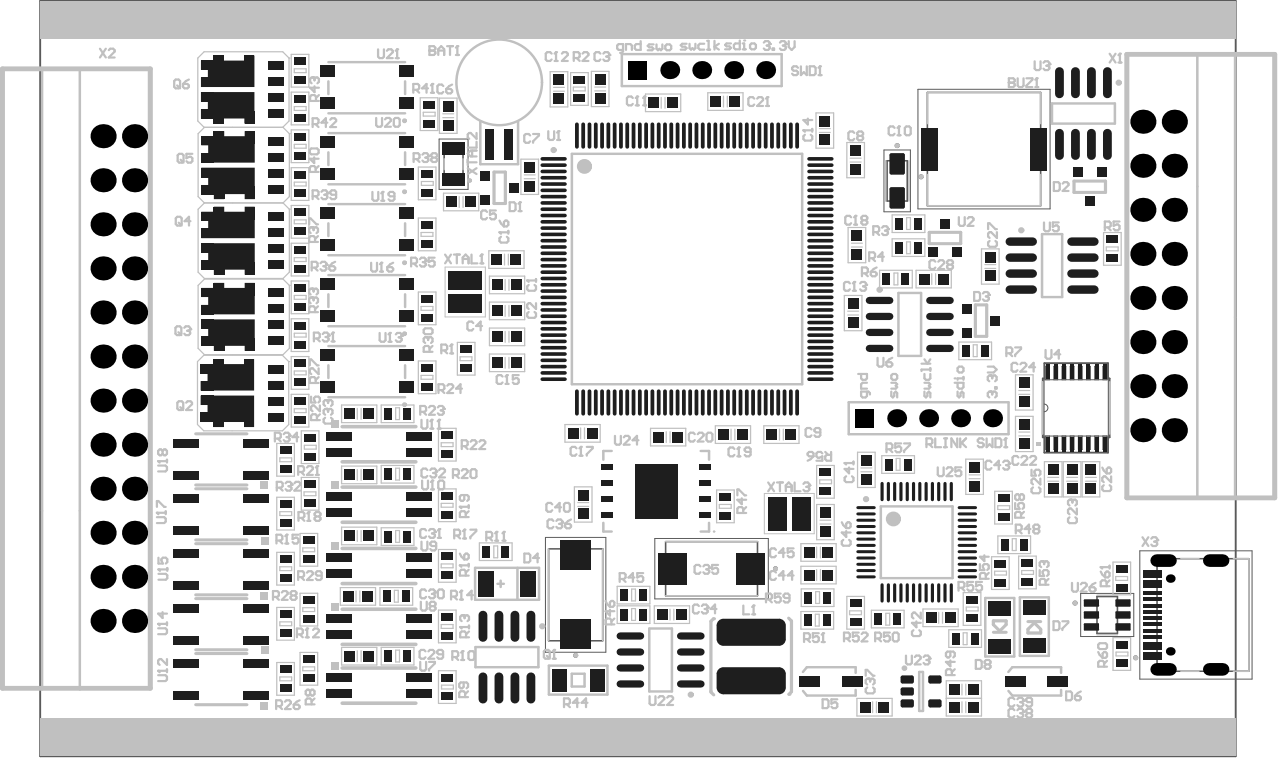 X2
U21
BAT1
C12 R2 C3
gnd swo swclk sdio 3.3V
SWD1
X1
U3
BUZ1
Q6
R43
R41 C6
C11
C21
R42
U20
Q5
R40
R38
XTAL2
C7
U1
C14
C8
C10
D2
R39
U19
C5
D1
Q4
R37
C16
C18
R3
U2
C27
U5
R5
R36
R35
U16
XTAL1
R4
R6
C28
C1
R33
C2
C13
D3
Q3
R31
U13
R30
C4
R1
U6
R7
U4
R27
C15
R24
gnd
swo
swclk
sdio
3.3V
C24
Q2
R25
C33
R23
U11
RLINK SWD1
R34
R22
C17
U24
C20
C19
C9
R56
R57
C22
U18
R21
C32 R20
C41
U25
C43
C25
C23
C26
R32
U10
XTAL3
U17
R18
R19
C40
R47
R58
C36
C46
R15
C31
R17
R11
R48
X3
U9
D4
C45
U15
R29
R16
C35
C44
R54
R53
R61
R28
C30
R14
R45
R59
R55
U26
U8
R46
C34
L1
U14
R12
R13
R51
R52
R50
C42
D7
C29
R10
Q1
R49
D8
R60
U12
U7
U23
R8
R9
C37
R26
R44
U22
D5
C39
C38
D6